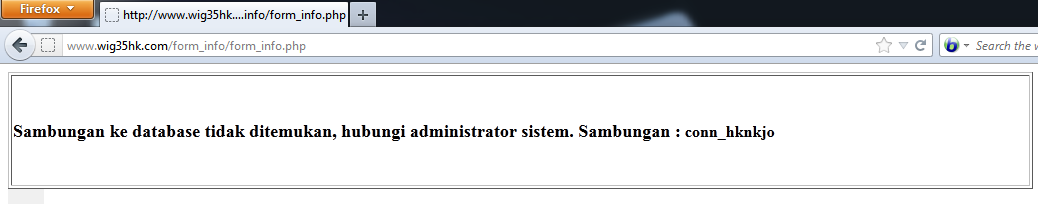 Firefox
http://www.wig35hk....info/form_info.php
www.wig35hk.com/form_info/form_info.php
Search the w
Sambungan ke database tidak ditemukan, hubungi administrator sistem. Sambungan : conn_hknkjo